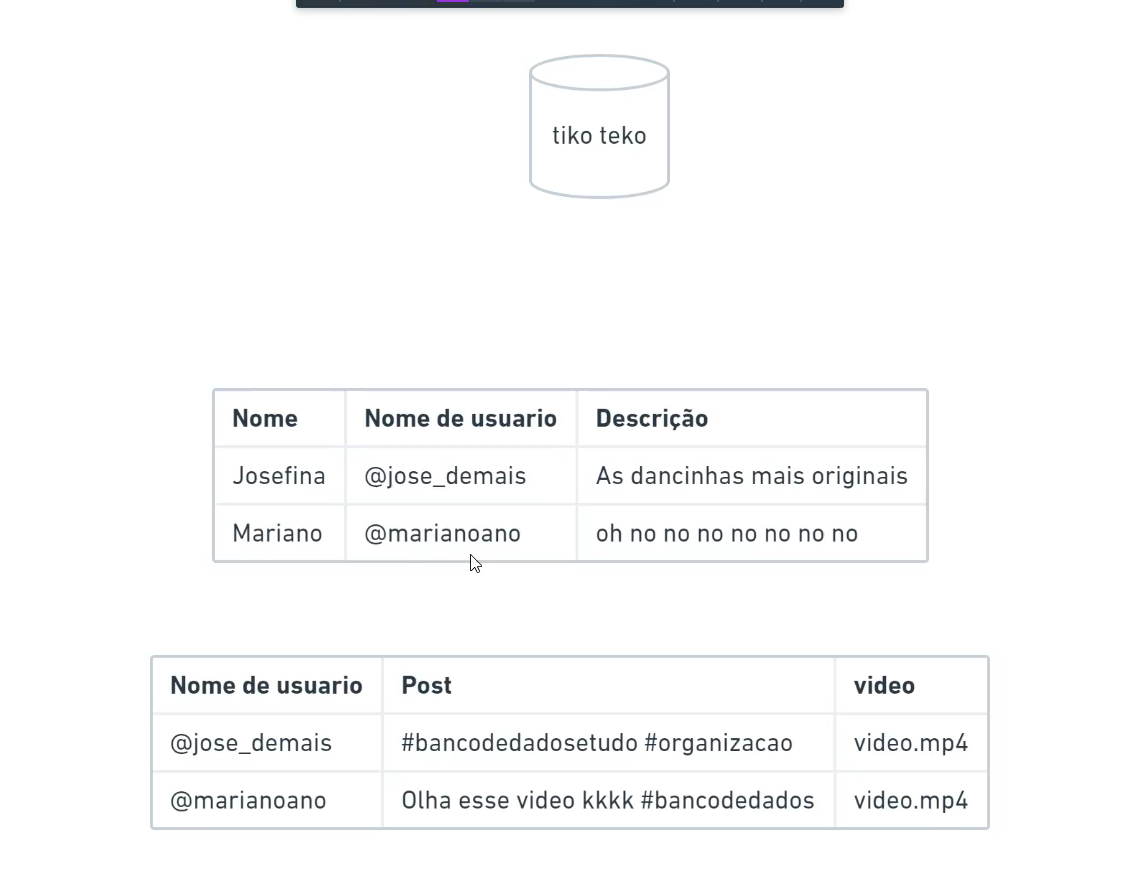 tiko teko
Nome Nome de usuario Descrição
Josefina @jose_demais As dancinhas mais originais
Mariano @marianoano oh no no no no no no no
Nome de usuario Post video
@jose_demais #bancodedadosetudo #organizacao video.mp4
@marianoano Olha esse video kkkk #bancodedados video.mp4